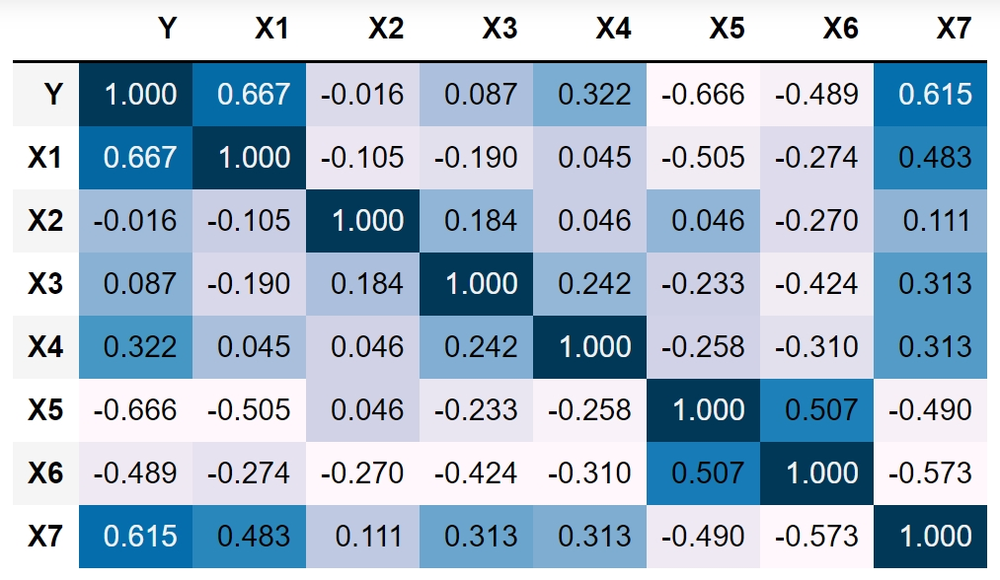 Y X1 X2 X3 X4 X5 X6 X7
Y 1.000 0.667 -0.016 0.087 0.322 -0.666 -0.489 0.615
X1 0.667 1.000 -0.105 -0.190 0.045 -0.505 -0.274 0.483
X2 -0.016 -0.105 1.000 0.184 0.046 0.046 -0.270 0.111
X3 0.087 -0.190 0.184 1.000 0.242 -0.233 -0.424 0.313
X4 0.322 0.045 0.046 0.242 1.000 -0.258 -0.310 0.313
X5 -0.666 -0.505 0.046 -0.233 -0.258 1.000 0.507 -0.490
X6 -0.489 -0.274 -0.270 -0.424 -0.310 0.507 1.000 -0.573
X7 0.615 0.483 0.111 0.313 0.313 -0.490 -0.573 1.000